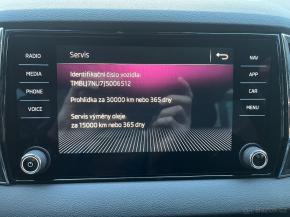 RADIO
MEDIA
PHONE
VOICE
Servis
Identifikační číslo vozidla:
TMBLJ7NU7J5006512
Prohlídka za 30000 km nebo 365 dny
Servis výměny oleje
za 15000 km nebo 365 dny
NAV
APP
CAR
MENU